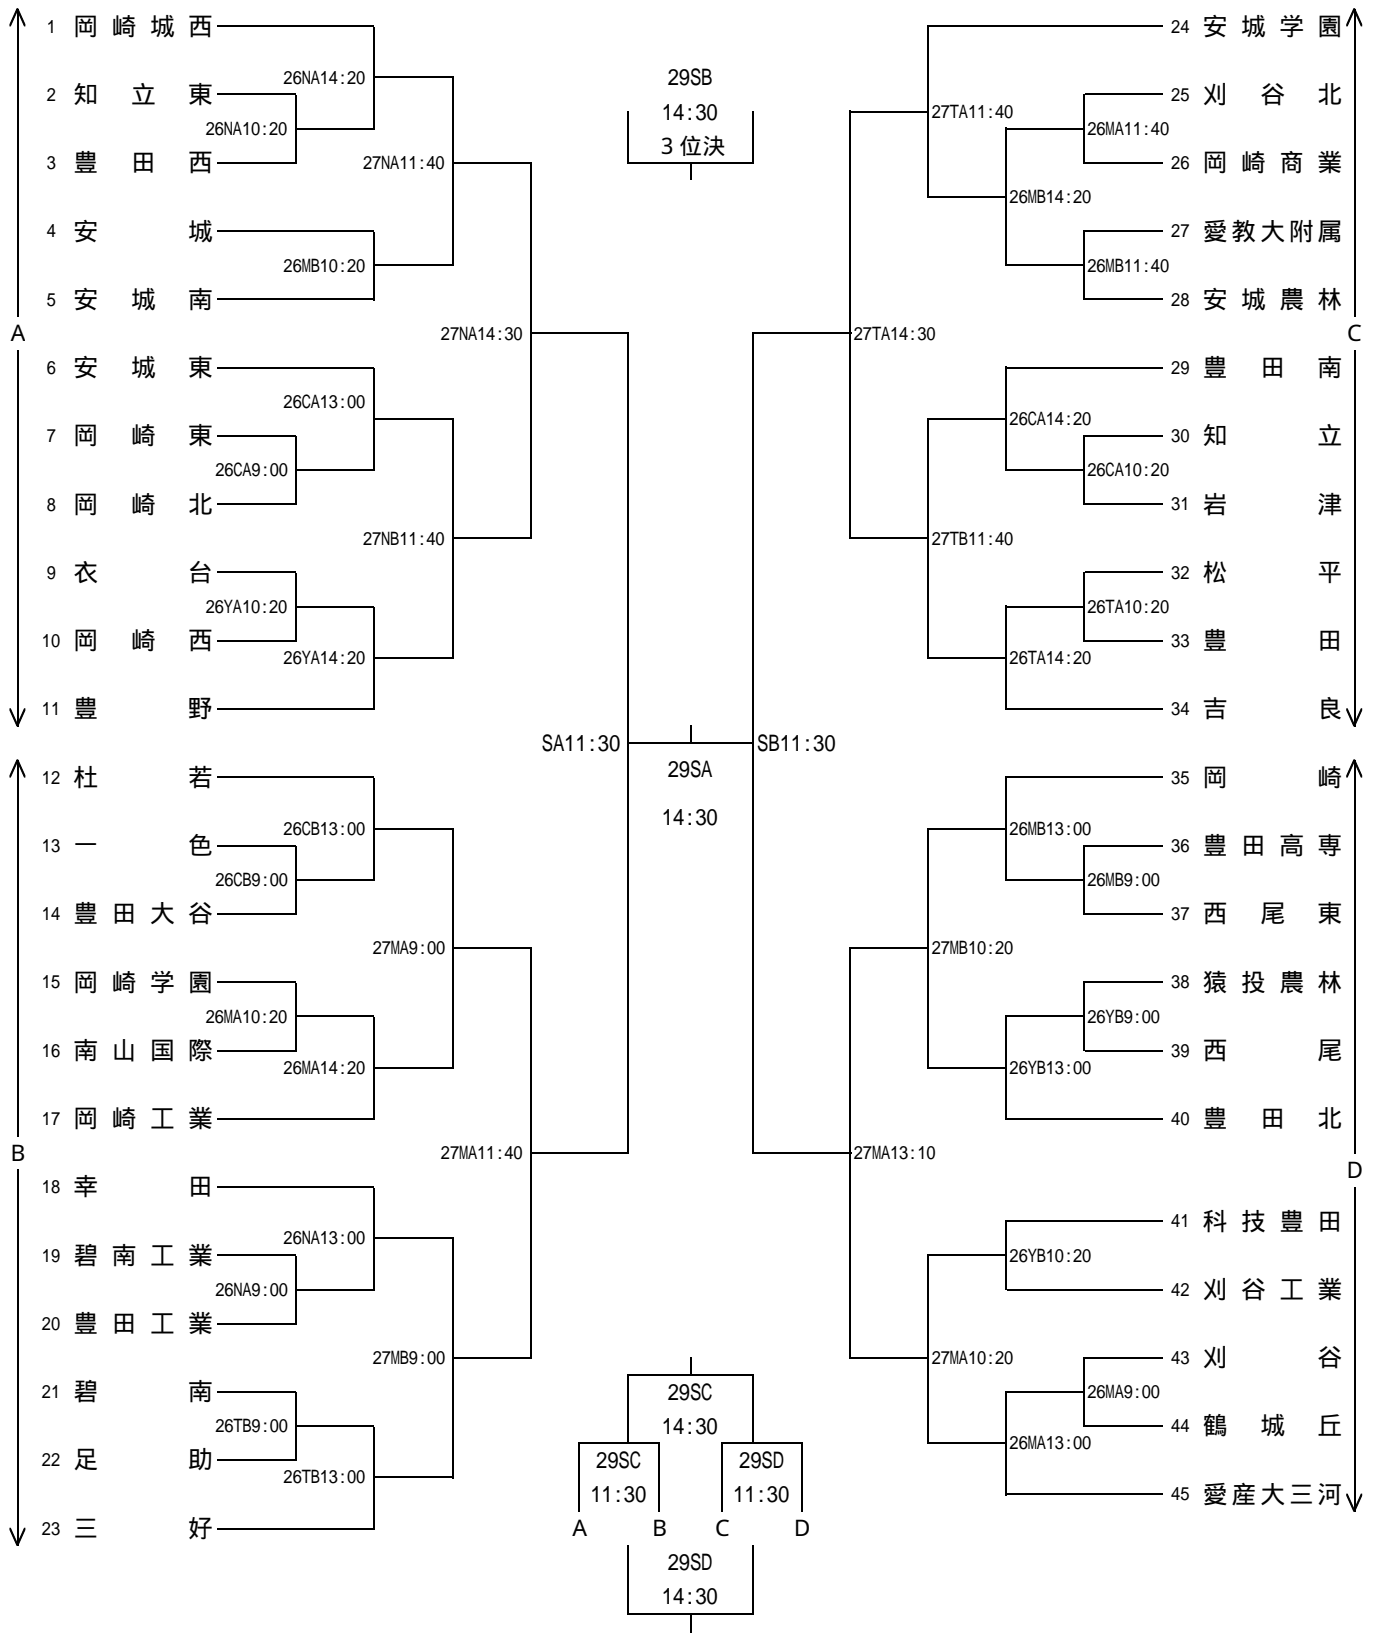 1 岡崎城西
26NA14:20
2 知立東
26NA10:20
3 豊田西
27NA11:40
4 安城
26MB10:20
5 安城南
A
27NA14:30
6 安城東
26CA13:00
7 岡崎東
26CA9:00
8 岡崎北
27NB11:40
9 衣台
26YA10:20
10 岡崎西
26YA14:20
11 豊野
SA11:30
12 杜若
26CB13:00
13 一色
26CB9:00
14 豊田大谷
27MA9:00
15 岡崎学園
26MA10:20
16 南山国際
26MA14:20
17 岡崎工業
B
27MA11:40
18 幸田
26NA13:00
19 碧南工業
26NA9:00
20 豊田工業
27MB9:00
21 碧南
26TB9:00
22 足助
26TB13:00
23 三好
29SB
14:30
3位決
29SA
14:30
29SC
14:30
29SC
11:30
29SD
11:30
A B C D
29SD
14:30
24 安城学園
27TA11:40
25 刈谷北
26MA11:40
26 岡崎商業
26MB14:20
27 愛教大附属
26MB11:40
28 安城農林
C
27TA14:30
29 豊田南
26CA14:20
30 知立
26CA10:20
31 岩津
27TB11:40
32 松平
26TA10:20
33 豊田
26TA14:20
34 吉良
SB11:30
35 岡崎
26MB13:00
36 豊田高専
26MB9:00
37 西尾東
27MB10:20
38 猿投農林
26YB9:00
39 西尾
26YB13:00
40 豊田北
27MA13:10
D
41 科技豊田
26YB10:20
42 刈谷工業
27MA10:20
43 刈谷
26MA9:00
44 鶴城丘
26MA13:00
45 愛産大三河